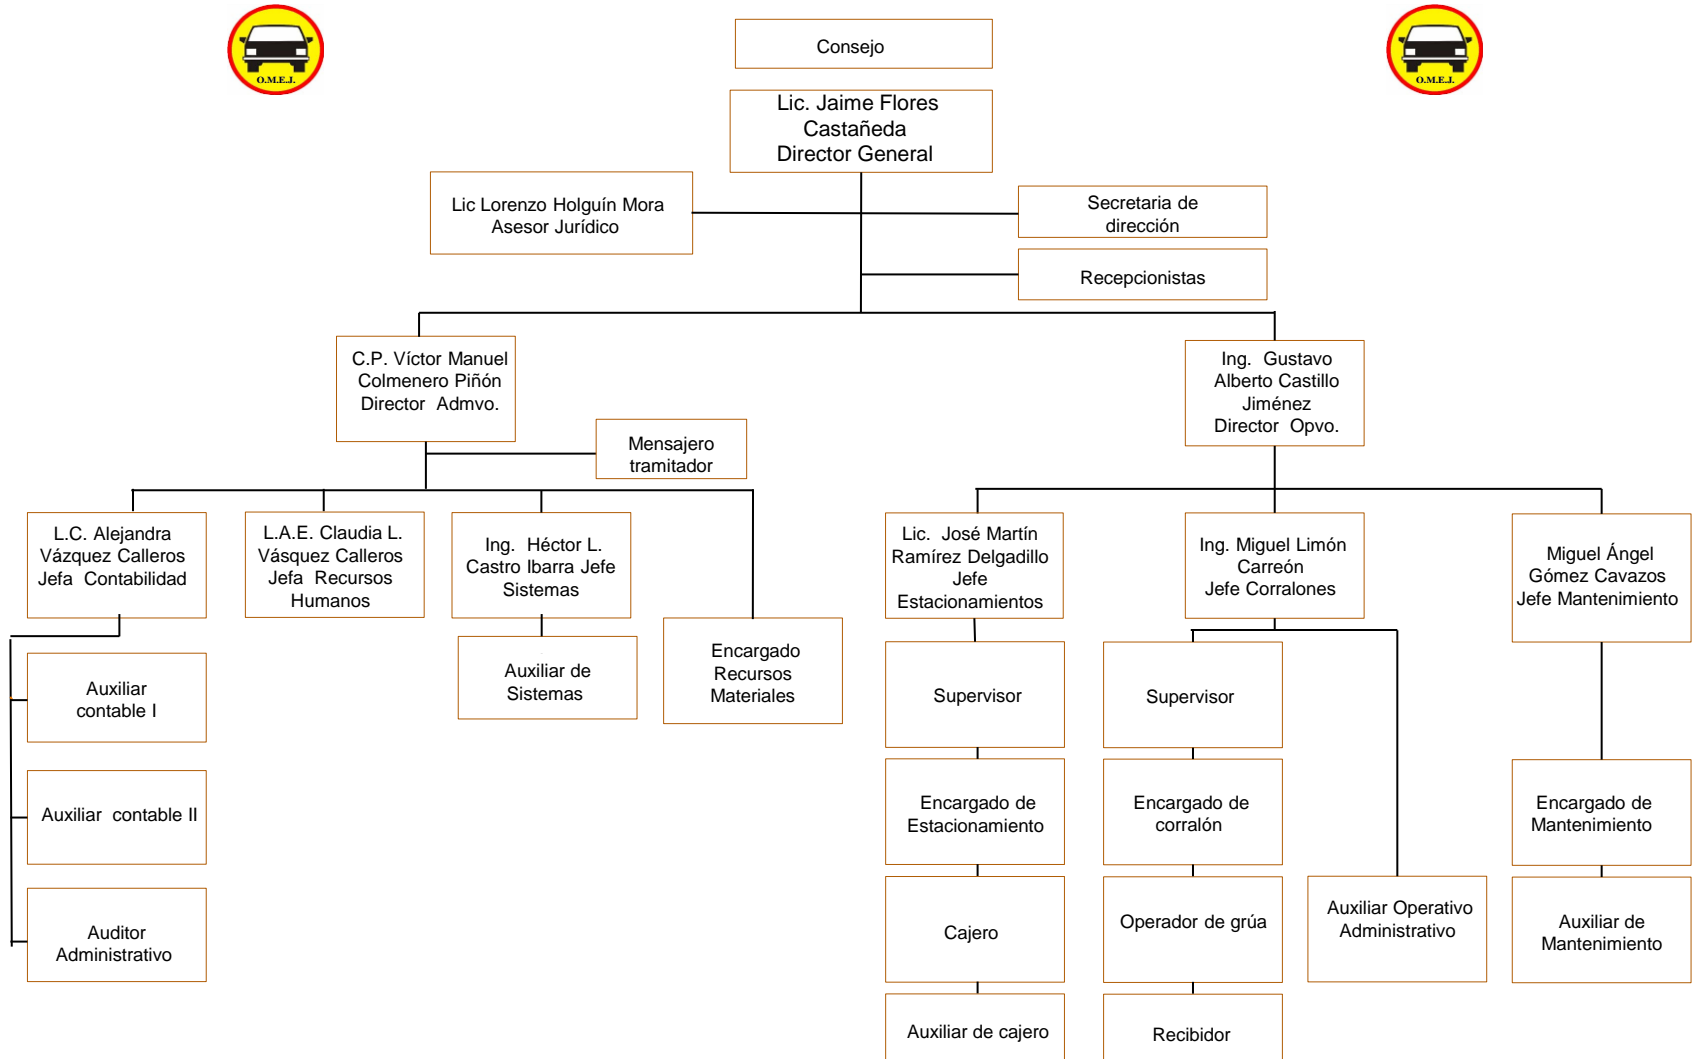 O.M.E.J.
O.M.E.J.
Consejo
Lic. Jaime Flores
Castañeda
Director General
Lic Lorenzo Holguín Mora
Asesor Jurídico
Secretaria de
dirección
Recepcionistas
C.P. Víctor Manuel
Colmenero Piñón
Director Admvo.
Ing. Gustavo
Alberto Castillo
Jiménez
Director Opvo.
Mensajero
tramitador
L.C. Alejandra
Vázquez Calleros
Jefa Contabilidad
L.A.E. Claudia L.
Vásquez Calleros
Jefa Recursos
Humanos
Ing. Héctor L.
Castro Ibarra Jefe
Sistemas
Lic. José Martín
Ramírez Delgadillo
Jefe
Estacionamientos
Ing. Miguel Limón
Carreón
Jefe Corralones
Miguel Ángel
Gómez Cavazos
Jefe Mantenimiento
Auxiliar
contable I
Auxiliar de
Sistemas
Encargado
Recursos
Materiales
Supervisor
Supervisor
Auxiliar contable II
Encargado de
Estacionamiento
Encargado de
corralón
Encargado de
Mantenimiento
Auditor
Administrativo
Cajero
Operador de grúa
Auxiliar Operativo
Administrativo
Auxiliar de
Mantenimiento
Auxiliar de cajero
Recibidor